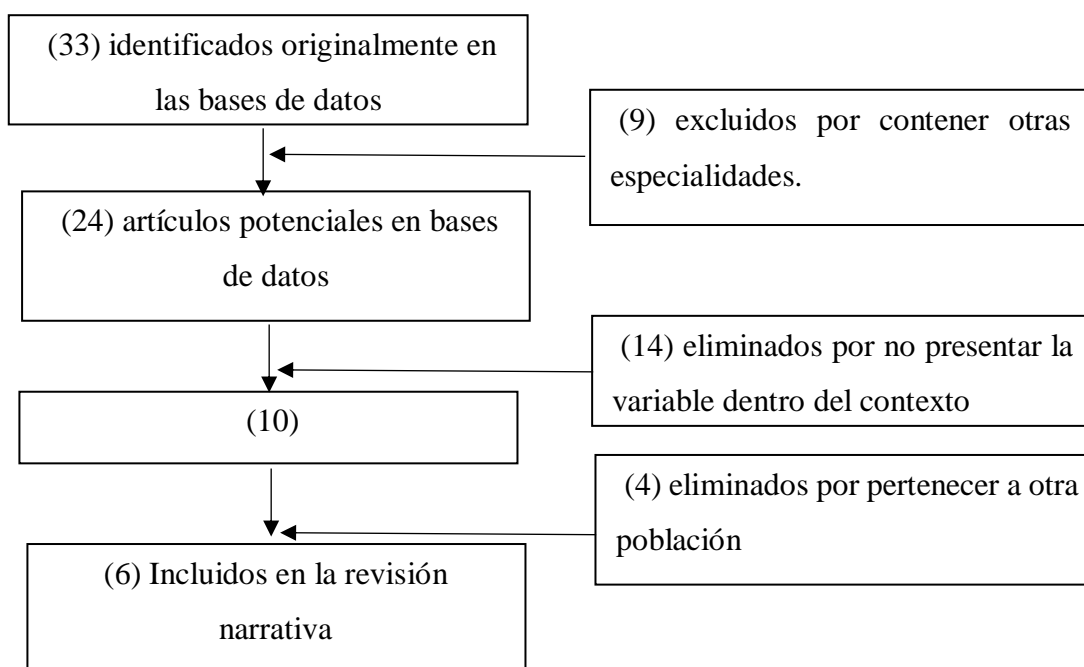 (33) identificados originalmente en
las bases de datos
(9) excluidos por contener otras
especialidades.
(24) artículos potenciales en bases
de datos
(14) eliminados por no presentar la
variable dentro del contexto
(10)
(4) eliminados por pertenecer a otra
población
(6) Incluidos en la revisión
narrativa